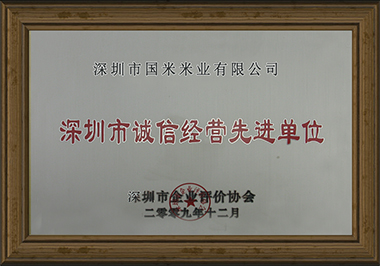 深圳市国米米业有限公司
深圳市诚信经营先进单位
深圳市企业评价协会
二零零九年十二月